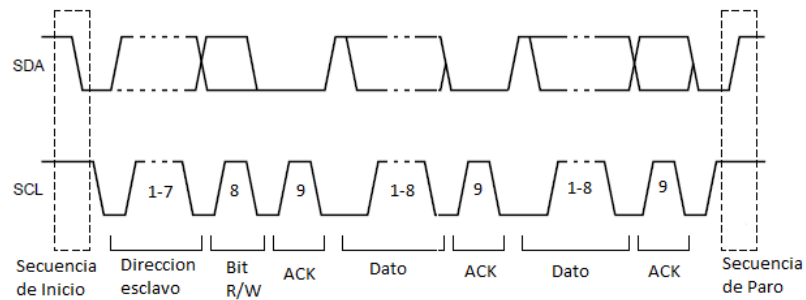 SDA
SCL
1-7
8
9
1-8
9
1-8
9
Secuencia
de Inicio
Direccion
esclavo
Bit
R/W
ACK
Dato
ACK
Dato
ACK
Secuencia
de Paro